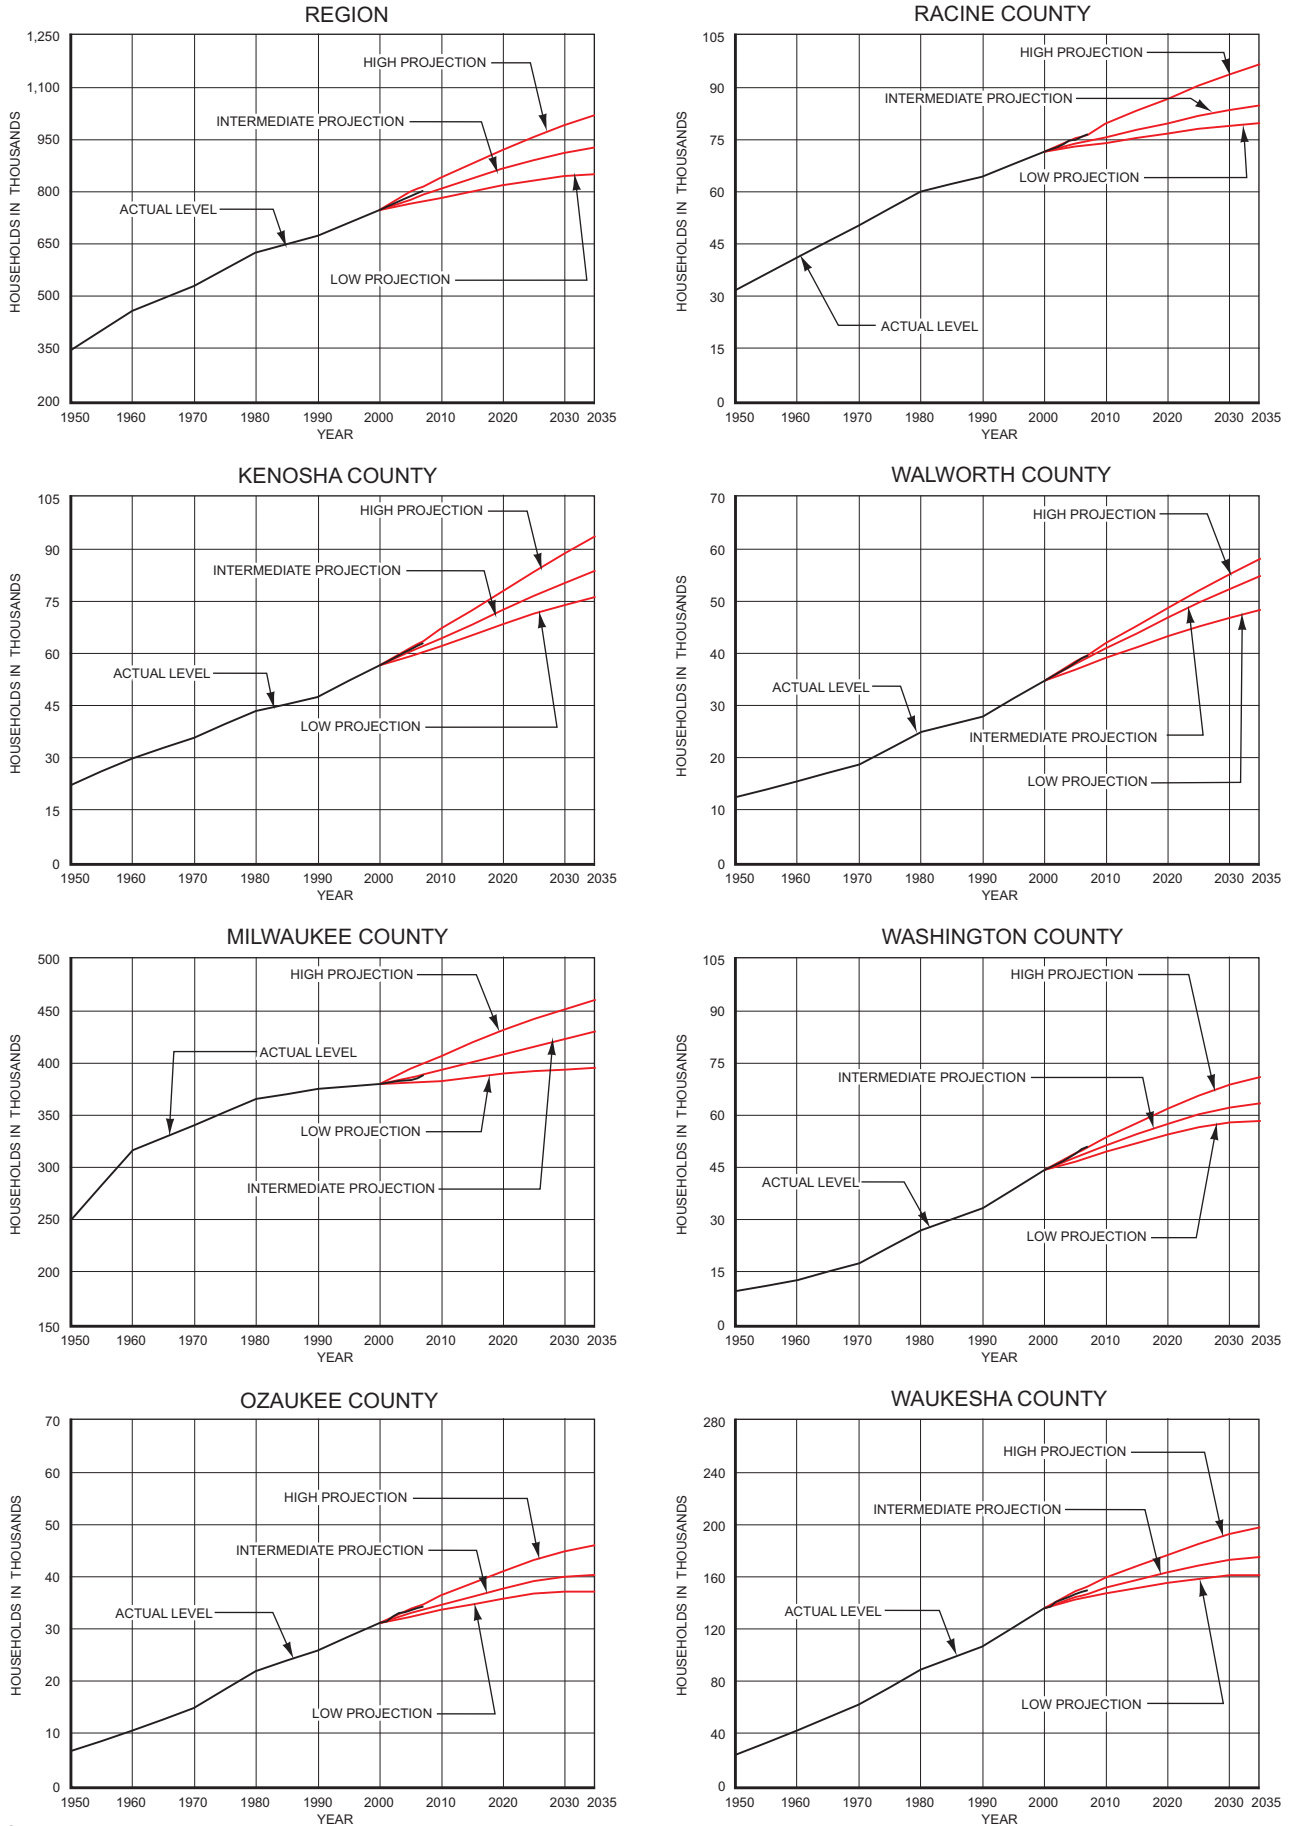 REGION
1,250
1,100
950
800
650
500
350
200
HOUSEHOLDS IN THOUSANDS
HIGH PROJECTION
INTERMEDIATE PROJECTION
ACTUAL LEVEL
LOW PROJECTION
1950 1960 1970 1980 1990 2000 2010 2020 2030 2035
YEAR
RACINE COUNTY
105
90
75
60
45
30
15
0
HOUSEHOLDS IN THOUSANDS
HIGH PROJECTION
INTERMEDIATE PROJECTION
LOW PROJECTION
ACTUAL LEVEL
1950 1960 1970 1980 1990 2000 2010 2020 2030 2035
YEAR
KENOSHA COUNTY
105
90
75
60
45
30
15
0
HOUSEHOLDS IN THOUSANDS
HIGH PROJECTION
INTERMEDIATE PROJECTION
ACTUAL LEVEL
LOW PROJECTION
1950 1960 1970 1980 1990 2000 2010 2020 2030 2035
YEAR
WALWORTH COUNTY
70
60
50
40
30
20
10
0
HOUSEHOLDS IN THOUSANDS
HIGH PROJECTION
ACTUAL LEVEL
INTERMEDIATE PROJECTION
LOW PROJECTION
1950 1960 1970 1980 1990 2000 2010 2020 2030 2035
YEAR
MILWAUKEE COUNTY
500
450
400
350
300
250
200
150
HOUSEHOLDS IN THOUSANDS
HIGH PROJECTION
ACTUAL LEVEL
LOW PROJECTION
INTERMEDIATE PROJECTION
1950 1960 1970 1980 1990 2000 2010 2020 2030 2035
YEAR
WASHINGTON COUNTY
105
90
75
60
45
30
15
0
HOUSEHOLDS IN THOUSANDS
HIGH PROJECTION
INTERMEDIATE PROJECTION
ACTUAL LEVEL
LOW PROJECTION
1950 1960 1970 1980 1990 2000 2010 2020 2030 2035
YEAR
OZAUKEE COUNTY
70
60
50
40
30
20
10
0
HOUSEHOLDS IN THOUSANDS
HIGH PROJECTION
INTERMEDIATE PROJECTION
ACTUAL LEVEL
LOW PROJECTION
1950 1960 1970 1980 1990 2000 2010 2020 2030 2035
YEAR
WAUKESHA COUNTY
280
240
200
160
120
80
40
0
HOUSEHOLDS IN THOUSANDS
HIGH PROJECTION
INTERMEDIATE PROJECTION
ACTUAL LEVEL
LOW PROJECTION
1950 1960 1970 1980 1990 2000 2010 2020 2030 2035
YEAR